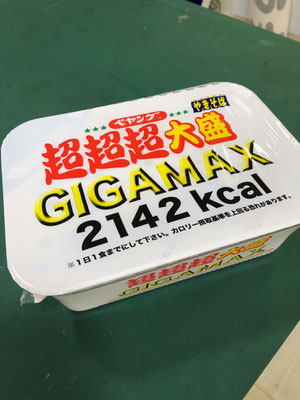 ペヤング
やきそば
超超超大盛
GIGAMAX
2142 kcal
※1日1食までにして下さい。カロリー摂取基準を上回る恐れがあります。
超超超大盛
GIGAMAX